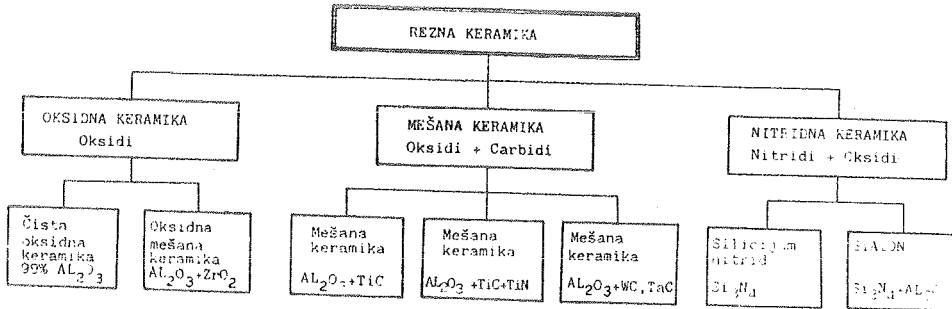 REZNA KERAMIKA
OKSIDNA KERAMIKA
Oksidi
MEŠANA KERAMIKA
Oksidi + Carbidi
NITRIDNA KERAMIKA
Nitridi + Oksidi
Čista
oksidna
keramika
99% AL₂O₃
Oksidna
mešana
keramika
AL₂O₃+ZrO₂
Mešana
keramika
AL₂O₃+TiC
Mešana
keramika
AL₂O₃ +TiC+TiN
Mešana
keramika
AL₂O₃+WC,TaC
Silicijum
nitrid
Si₃N₄
SIALON
Si₃N₄+AL₂O